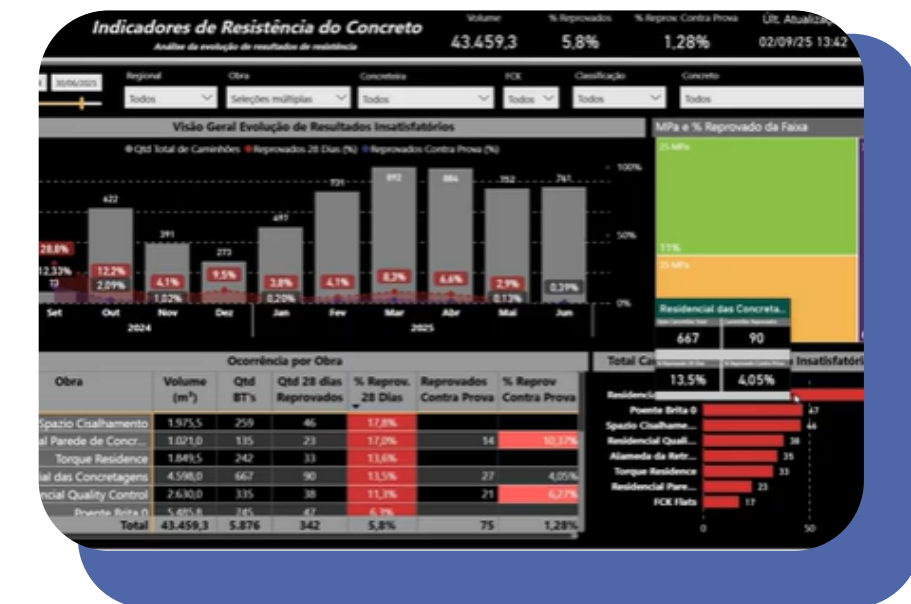 Indicadores de Resistência do Concreto
Análise da evolução de resultados de resistência
Volume
43.459,3
% Reprovados
5,8%
% Reprov. Contra Prova
1,28%
Últ. Atualizaç
02/09/25 13:42
30/06/2025
Regional
Todos
Obra
Seleções múltiplas
Concreteira
Todos
FCK
Todos
Classificação
Todos
Concreto
Todos
Visão Geral Evolução de Resultados Insatisfatórios
Qtd Total de Caminhões Reprovados 28 Dias (%) Reprovados Contra Prova (%)
100%
50%
0%
622 391 273 497 731 892 884 752 761
28,8% 12,2% 4,1% 9,5% 3,8% 4,1% 8,3% 6,6% 2,9%
12,33% 2,09% 1,02% 0,20% 0,13% 0,39%
73
Set Out Nov Dez Jan Fev Mar Abr Mai Jun
2024 2025
MPa e % Reprovado da Faixa
25 MPa
11%
35 MPa
Residencial das Concreta...
667 90
13,5% 4,05%
Ocorrência por Obra
Obra Volume (m³) Qtd BT's Qtd 28 dias Reprovados % Reprov. 28 Dias Reprovados Contra Prova % Reprov Contra Prova
Spazio Cisalhamento 1.975,5 259 46 17,8%
al Parede de Concr... 1.021,0 135 23 17,0% 14 10,37%
Torque Residence 1.849,5 242 33 13,6%
ial das Concretagens 4.598,0 667 90 13,5% 27 4,05%
ncial Quality Control 2.630,0 335 38 11,3% 21 6,27%
Poente Brita 0 5.485,8 745 47 6,3%
Total 43.459,3 5.876 342 5,8% 75 1,28%
Total Ca
Insatisfatóri
Residenci
Poente Brita 0 47
Spazio Cisalhame... 46
Residencial Quali... 38
Alameda da Retr... 35
Torque Residence 33
Residencial Pare... 23
FCK Flats 17
0 50